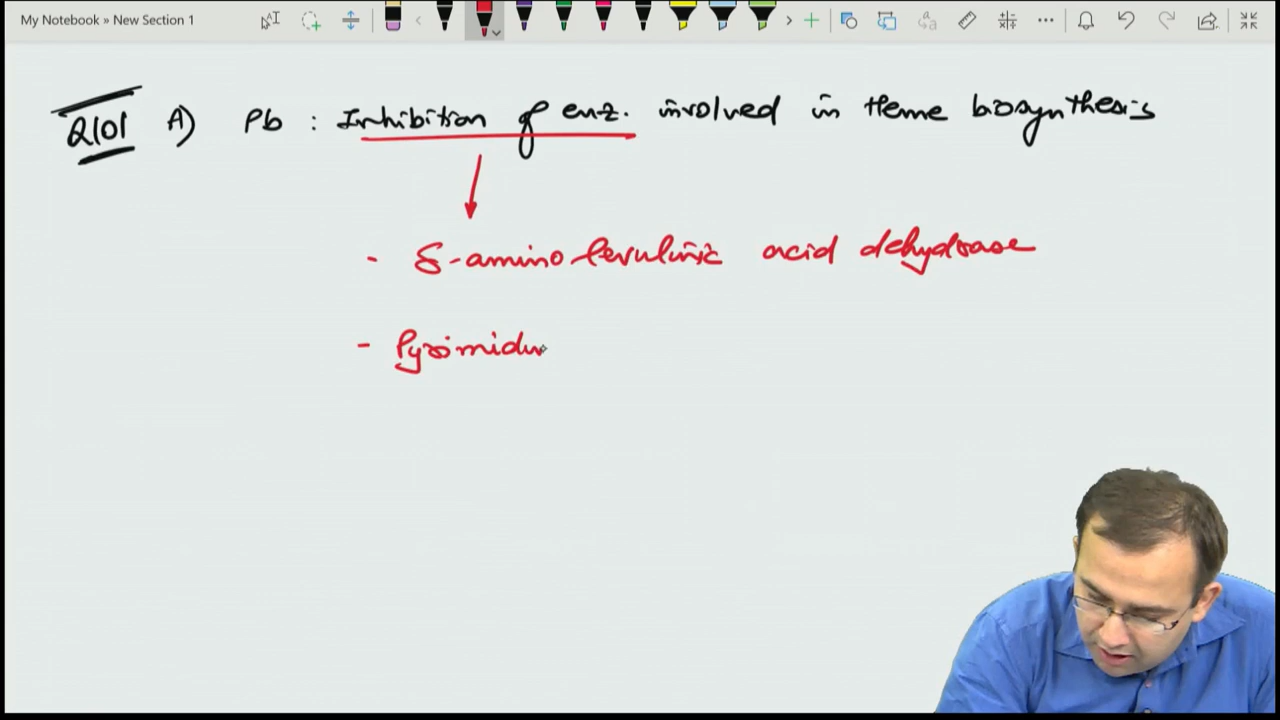 My Notebook » New Section 1
Q101 A) Pb : Inhibition of enz. involved in Heme biosynthesis
- δ-amino levulinic acid dehydrase
- Pyrimidin